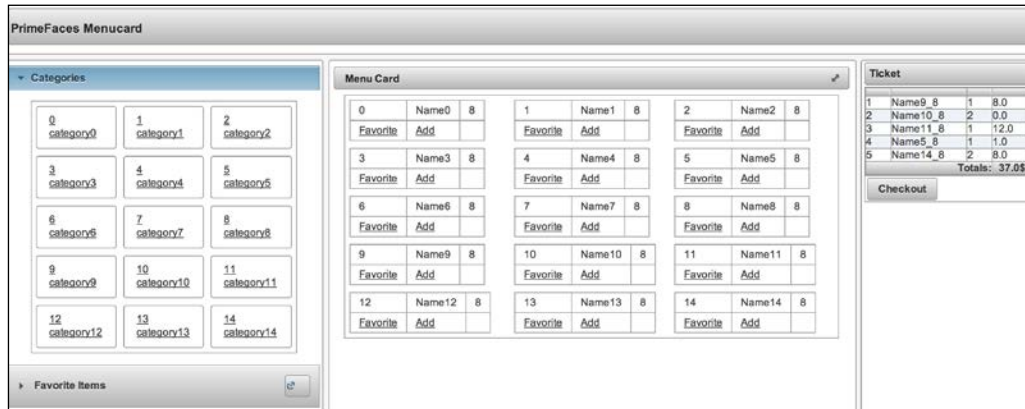 PrimeFaces Menucard
Categories
0 1 2
category0 category1 category2
3 4 5
category3 category4 category5
6 7 8
category6 category7 category8
9 10 11
category9 category10 category11
12 13 14
category12 category13 category14
Favorite Items
Menu Card
0 Name0 8 1 Name1 8 2 Name2 8
Favorite Add Favorite Add Favorite Add
3 Name3 8 4 Name4 8 5 Name5 8
Favorite Add Favorite Add Favorite Add
6 Name6 8 7 Name7 8 8 Name8 8
Favorite Add Favorite Add Favorite Add
9 Name9 8 10 Name10 8 11 Name11 8
Favorite Add Favorite Add Favorite Add
12 Name12 8 13 Name13 8 14 Name14 8
Favorite Add Favorite Add Favorite Add
Ticket
1 Name9_8 1 8.0
2 Name10_8 2 0.0
3 Name11_8 1 12.0
4 Name5_8 1 1.0
5 Name14_8 2 8.0
Totals: 37.0$
Checkout